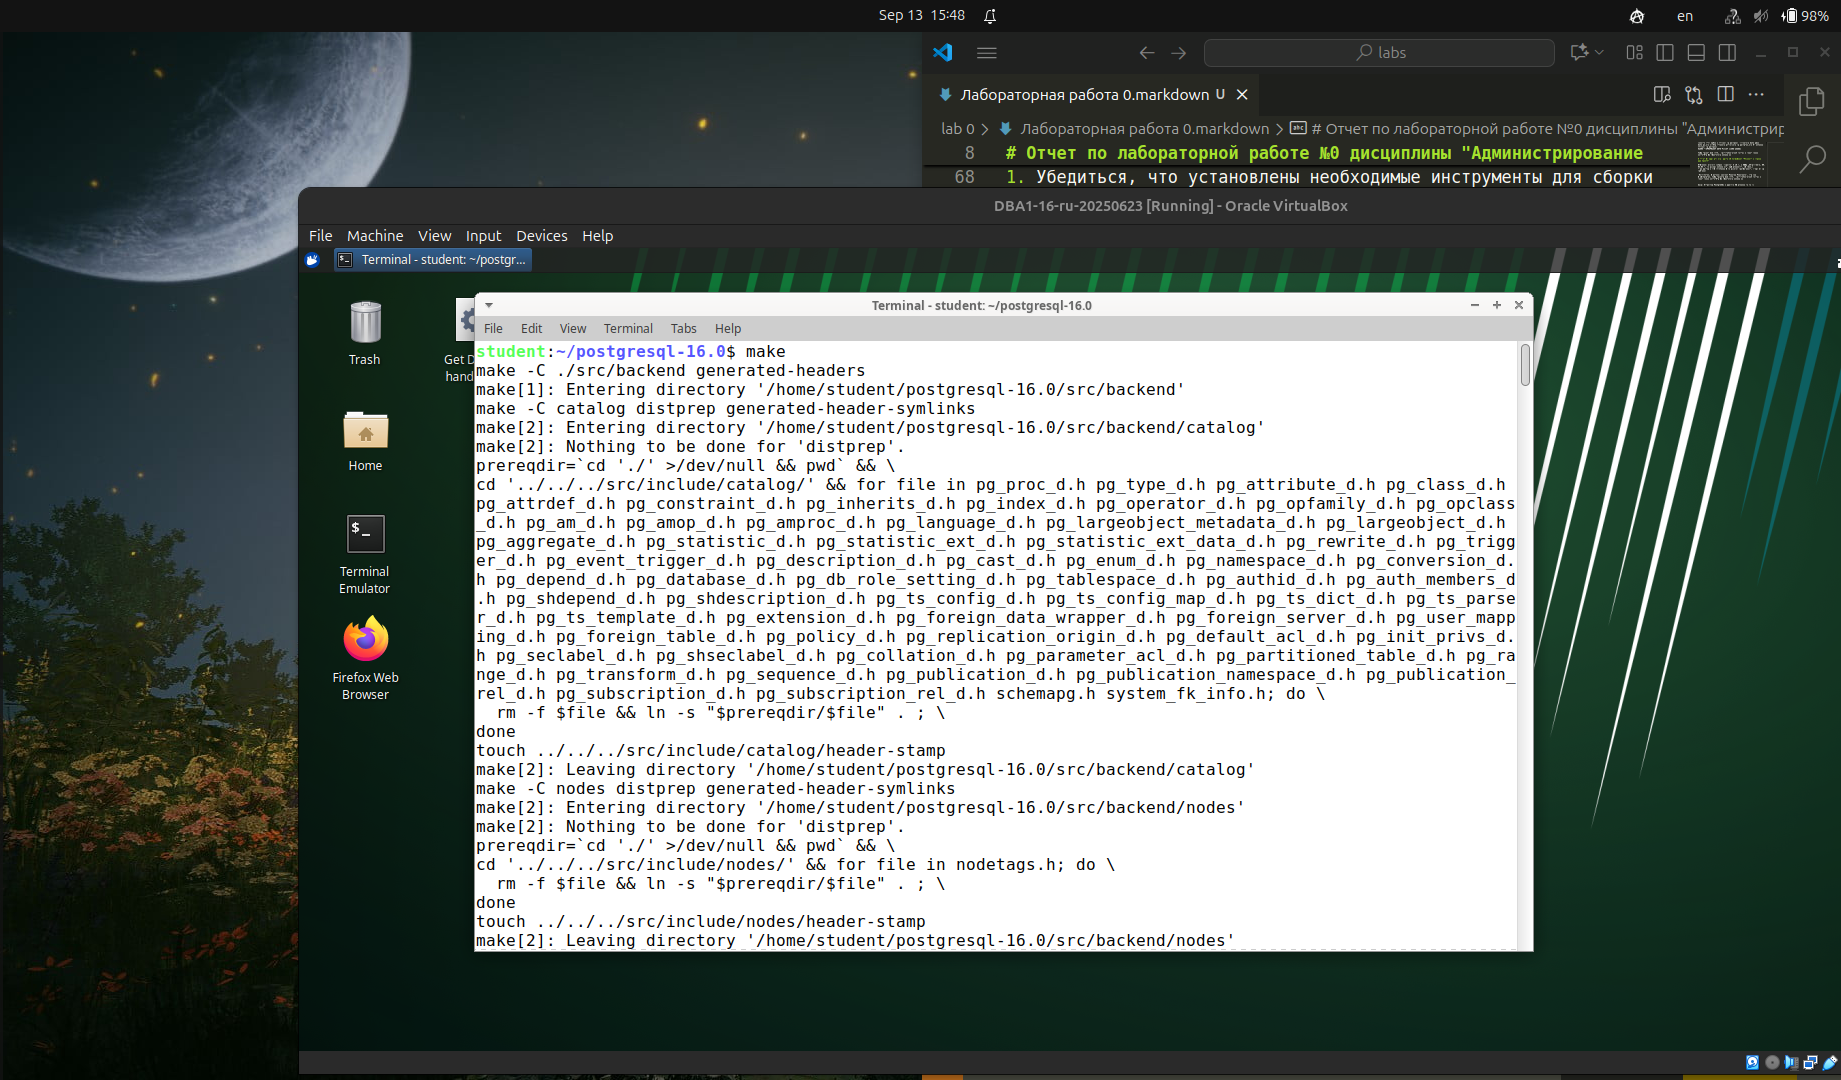 Sep 13 15:48
en
98%
labs
Лабораторная работа 0.markdown U
lab 0 > Лабораторная работа 0.markdown > # Отчет по лабораторной работе №0 дисциплины "Администрир
8 # Отчет по лабораторной работе №0 дисциплины "Администрирование
68 1. Убедиться, что установлены необходимые инструменты для сборки
DBA1-16-ru-20250623 [Running] - Oracle VirtualBox
File Machine View Input Devices Help
Terminal - student: ~/postgr...
Trash
Get D
hand
Home
Terminal
Emulator
Firefox Web
Browser
Terminal - student: ~/postgresql-16.0
File Edit View Terminal Tabs Help
student:~/postgresql-16.0$ make
make -C ./src/backend generated-headers
make[1]: Entering directory '/home/student/postgresql-16.0/src/backend'
make -C catalog distprep generated-header-symlinks
make[2]: Entering directory '/home/student/postgresql-16.0/src/backend/catalog'
make[2]: Nothing to be done for 'distprep'.
prereqdir=`cd './' >/dev/null && pwd` && \
cd '../../../src/include/catalog/' && for file in pg_proc_d.h pg_type_d.h pg_attribute_d.h pg_class_d.h
pg_attrdef_d.h pg_constraint_d.h pg_inherits_d.h pg_index_d.h pg_operator_d.h pg_opfamily_d.h pg_opclass
_d.h pg_am_d.h pg_amop_d.h pg_amproc_d.h pg_language_d.h pg_largeobject_metadata_d.h pg_largeobject_d.h
pg_aggregate_d.h pg_statistic_d.h pg_statistic_ext_d.h pg_statistic_ext_data_d.h pg_rewrite_d.h pg_trigg
er_d.h pg_event_trigger_d.h pg_description_d.h pg_cast_d.h pg_enum_d.h pg_namespace_d.h pg_conversion_d.
h pg_depend_d.h pg_database_d.h pg_db_role_setting_d.h pg_tablespace_d.h pg_authid_d.h pg_auth_members_d
.h pg_shdepend_d.h pg_shdescription_d.h pg_ts_config_d.h pg_ts_config_map_d.h pg_ts_dict_d.h pg_ts_parse
r_d.h pg_ts_template_d.h pg_extension_d.h pg_foreign_data_wrapper_d.h pg_foreign_server_d.h pg_user_mapp
ing_d.h pg_foreign_table_d.h pg_policy_d.h pg_replication_origin_d.h pg_default_acl_d.h pg_init_privs_d.
h pg_seclabel_d.h pg_shseclabel_d.h pg_collation_d.h pg_parameter_acl_d.h pg_partitioned_table_d.h pg_ra
nge_d.h pg_transform_d.h pg_sequence_d.h pg_publication_d.h pg_publication_namespace_d.h pg_publication_
rel_d.h pg_subscription_d.h pg_subscription_rel_d.h schemapg.h system_fk_info.h; do \
rm -f $file && ln -s "$prereqdir/$file" . ; \
done
touch ../../../src/include/catalog/header-stamp
make[2]: Leaving directory '/home/student/postgresql-16.0/src/backend/catalog'
make -C nodes distprep generated-header-symlinks
make[2]: Entering directory '/home/student/postgresql-16.0/src/backend/nodes'
make[2]: Nothing to be done for 'distprep'.
prereqdir=`cd './' >/dev/null && pwd` && \
cd '../../../src/include/nodes/' && for file in nodetags.h; do \
rm -f $file && ln -s "$prereqdir/$file" . ; \
done
touch ../../../src/include/nodes/header-stamp
make[2]: Leaving directory '/home/student/postgresql-16.0/src/backend/nodes'